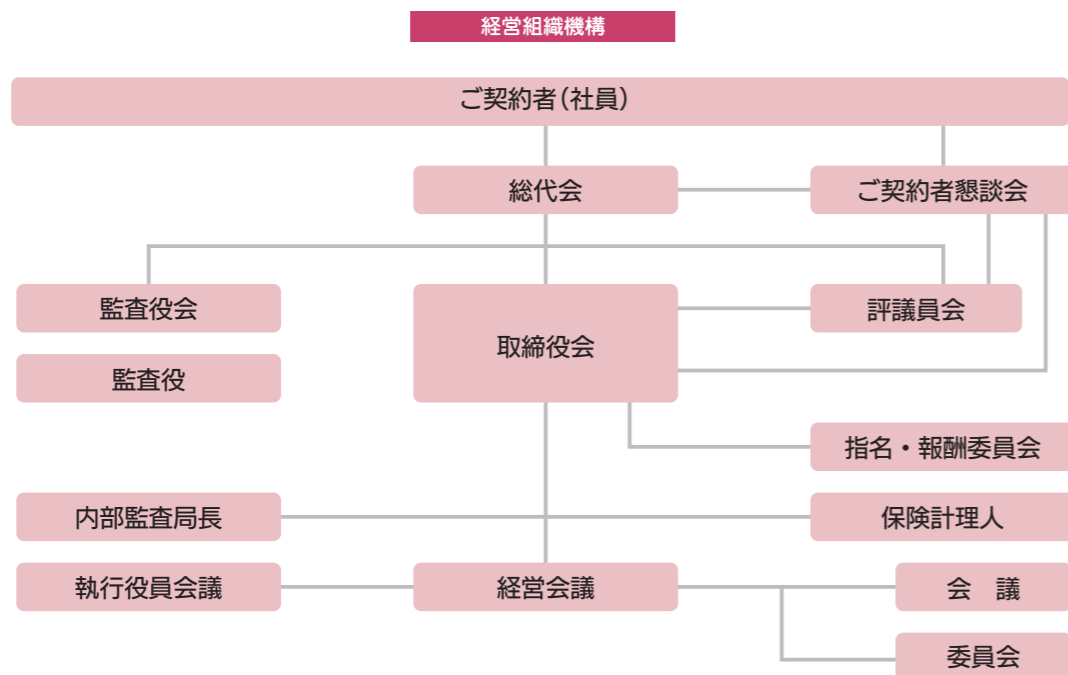 経営組織機構
ご契約者(社員)
総代会
ご契約者懇談会
監査役会
取締役会
評議員会
監査役
指名・報酬委員会
内部監査局長
保険計理人
執行役員会議
経営会議
会　議
委員会